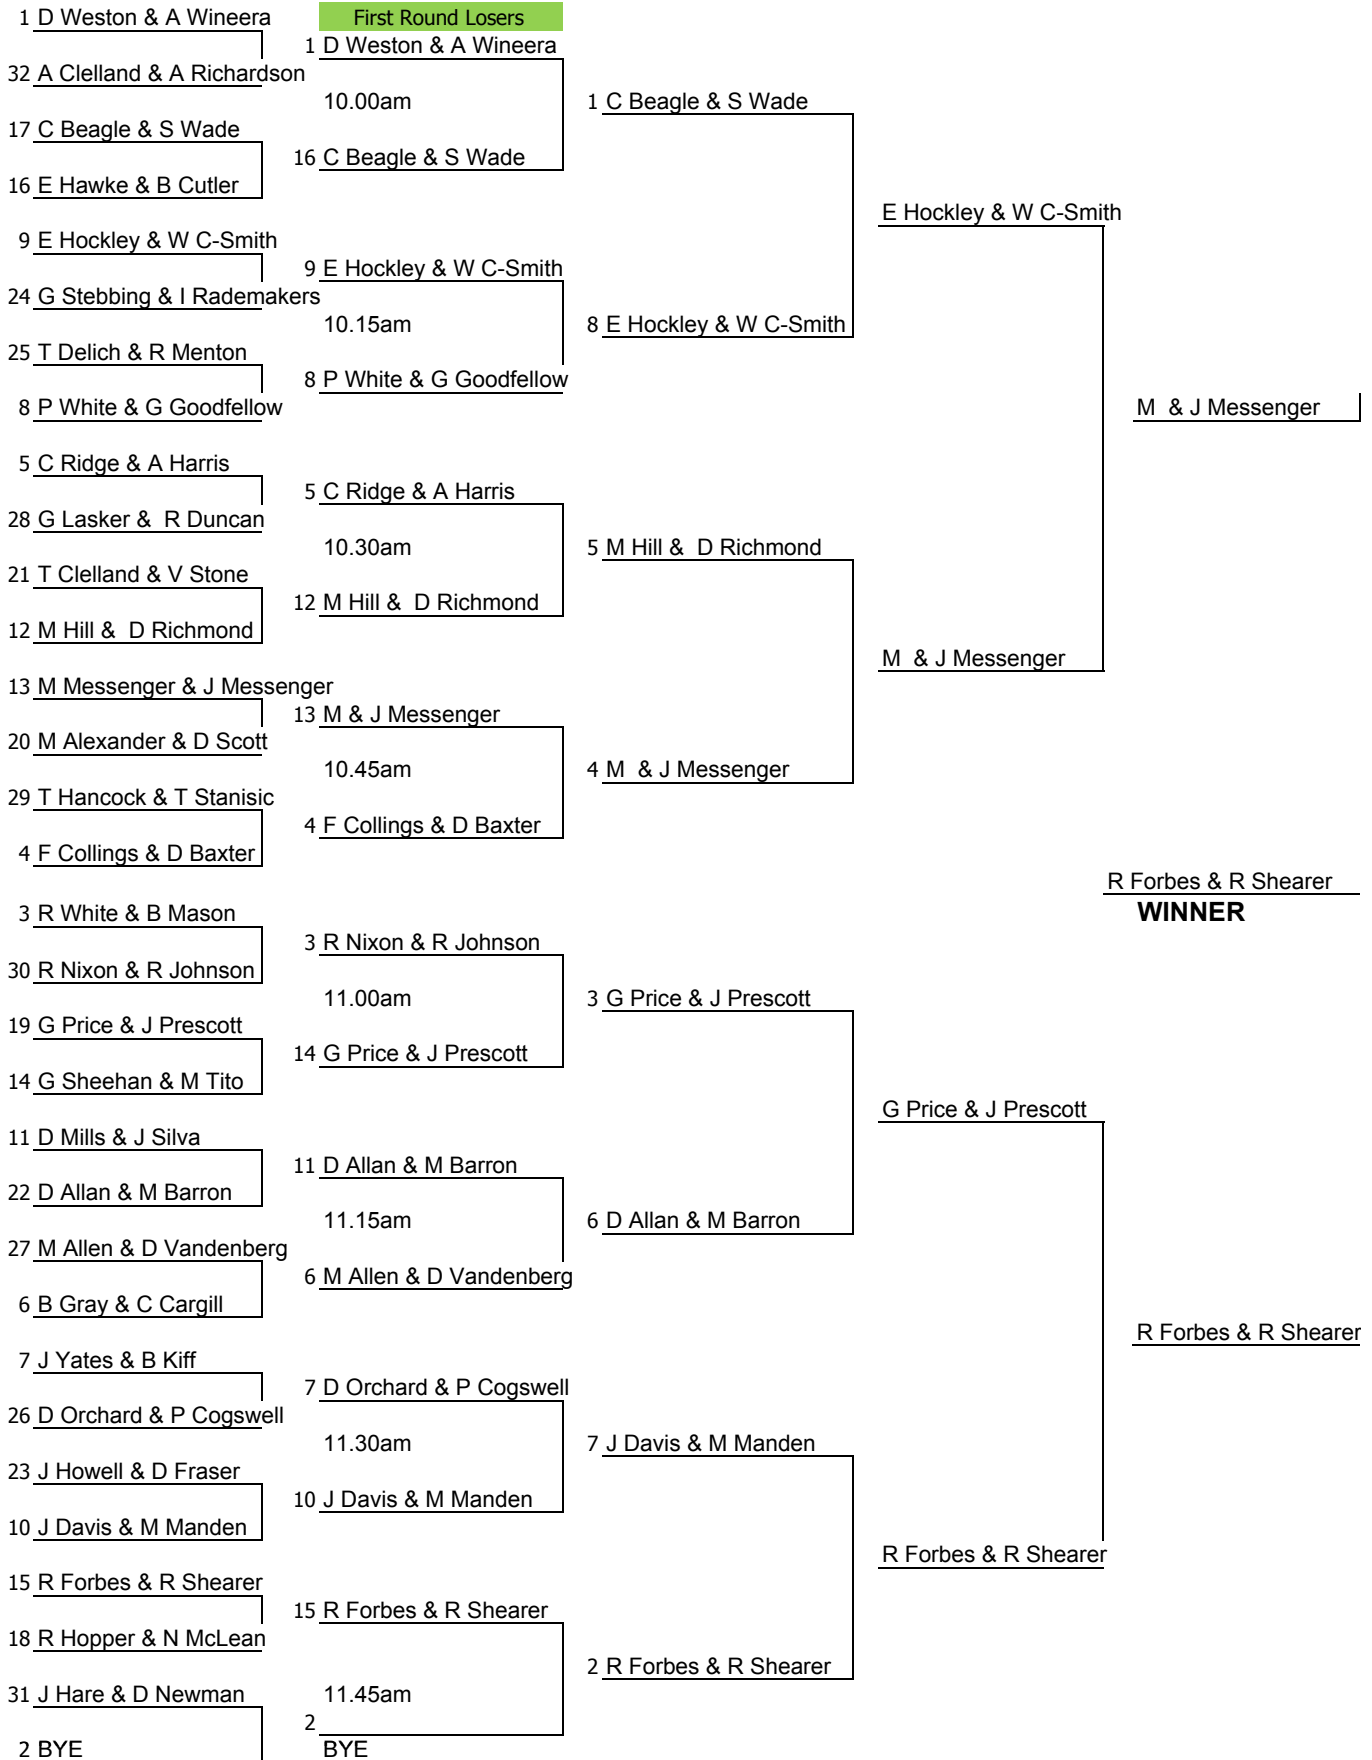 1 D Weston & A Wineera
32 A Clelland & A Richardson
17 C Beagle & S Wade
16 E Hawke & B Cutler
9 E Hockley & W C-Smith
24 G Stebbing & I Rademakers
25 T Delich & R Menton
8 P White & G Goodfellow
5 C Ridge & A Harris
28 G Lasker & R Duncan
21 T Clelland & V Stone
12 M Hill & D Richmond
13 M Messenger & J Messenger
20 M Alexander & D Scott
29 T Hancock & T Stanisic
4 F Collings & D Baxter
3 R White & B Mason
30 R Nixon & R Johnson
19 G Price & J Prescott
14 G Sheehan & M Tito
11 D Mills & J Silva
22 D Allan & M Barron
27 M Allen & D Vandenberg
6 B Gray & C Cargill
7 J Yates & B Kiff
26 D Orchard & P Cogswell
23 J Howell & D Fraser
10 J Davis & M Manden
15 R Forbes & R Shearer
18 R Hopper & N McLean
31 J Hare & D Newman
2 BYE
First Round Losers
1 D Weston & A Wineera
10.00am
16 C Beagle & S Wade
9 E Hockley & W C-Smith
10.15am
8 P White & G Goodfellow
5 C Ridge & A Harris
10.30am
12 M Hill & D Richmond
13 M & J Messenger
10.45am
4 F Collings & D Baxter
3 R Nixon & R Johnson
11.00am
14 G Price & J Prescott
11 D Allan & M Barron
11.15am
6 M Allen & D Vandenberg
7 D Orchard & P Cogswell
11.30am
10 J Davis & M Manden
15 R Forbes & R Shearer
11.45am
2
BYE
1 C Beagle & S Wade
8 E Hockley & W C-Smith
5 M Hill & D Richmond
4 M & J Messenger
3 G Price & J Prescott
6 D Allan & M Barron
7 J Davis & M Manden
2 R Forbes & R Shearer
E Hockley & W C-Smith
M & J Messenger
G Price & J Prescott
R Forbes & R Shearer
M & J Messenger
R Forbes & R Shearer
WINNER
R Forbes & R Shearer